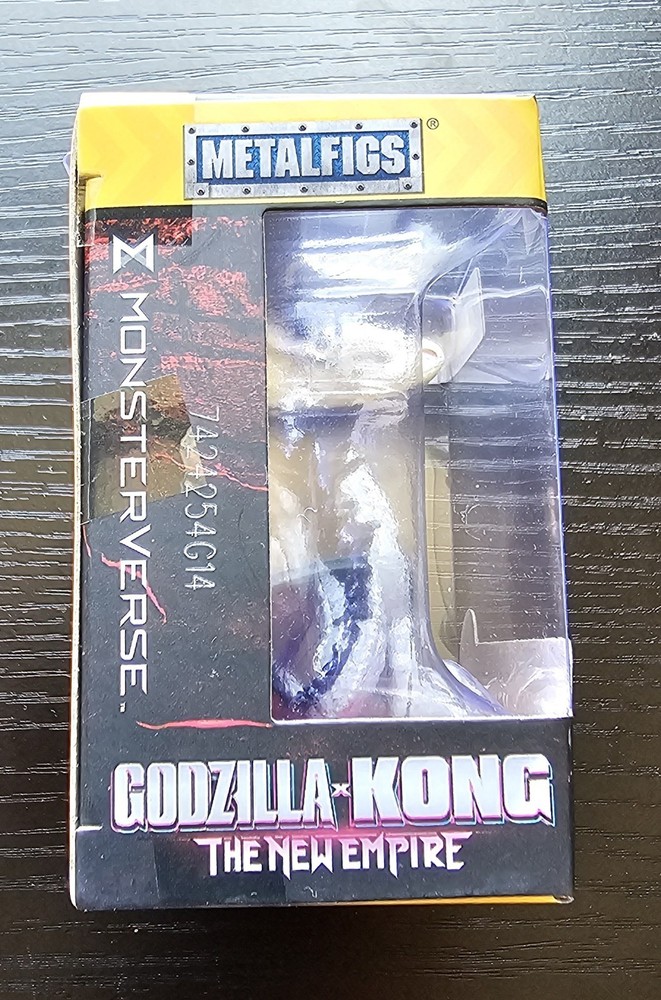 METALFIGS®
MONSTERVERSE.
7424254G14
GODZILLA x KONG
THE NEW EMPIRE